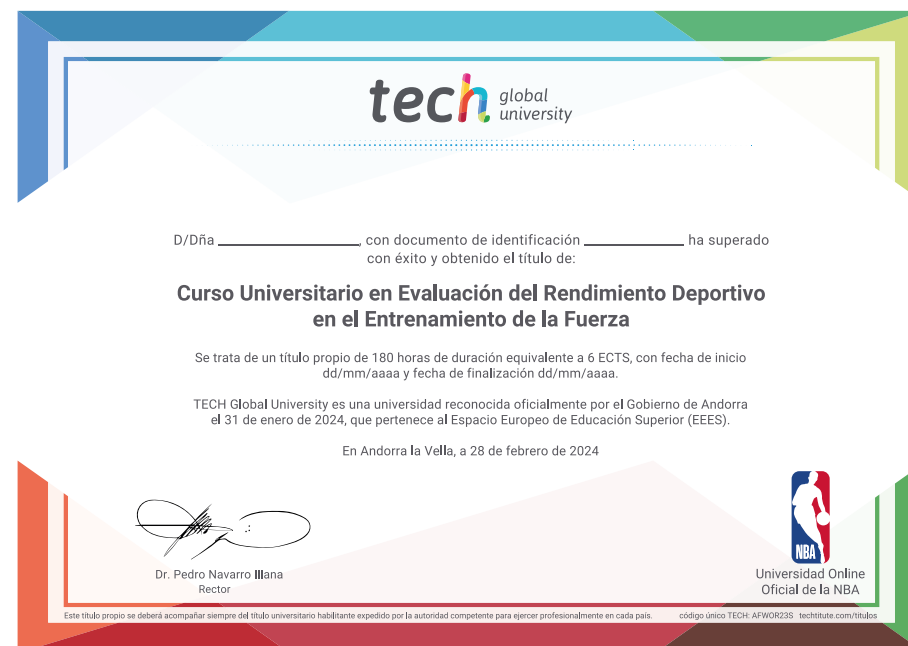 tech global university
D/Dña ____________________, con documento de identificación ______________ ha superado
con éxito y obtenido el título de:
Curso Universitario en Evaluación del Rendimiento Deportivo
en el Entrenamiento de la Fuerza
Se trata de un título propio de 180 horas de duración equivalente a 6 ECTS, con fecha de inicio
dd/mm/aaaa y fecha de finalización dd/mm/aaaa.
TECH Global University es una universidad reconocida oficialmente por el Gobierno de Andorra
el 31 de enero de 2024, que pertenece al Espacio Europeo de Educación Superior (EEES).
En Andorra la Vella, a 28 de febrero de 2024
Dr. Pedro Navarro Illana
Rector
NBA
Universidad Online
Oficial de la NBA
Este título propio se deberá acompañar siempre del título universitario habilitante expedido por la autoridad competente para ejercer profesionalmente en cada país. código único TECH: AFWOR23S techtitute.com/titulos